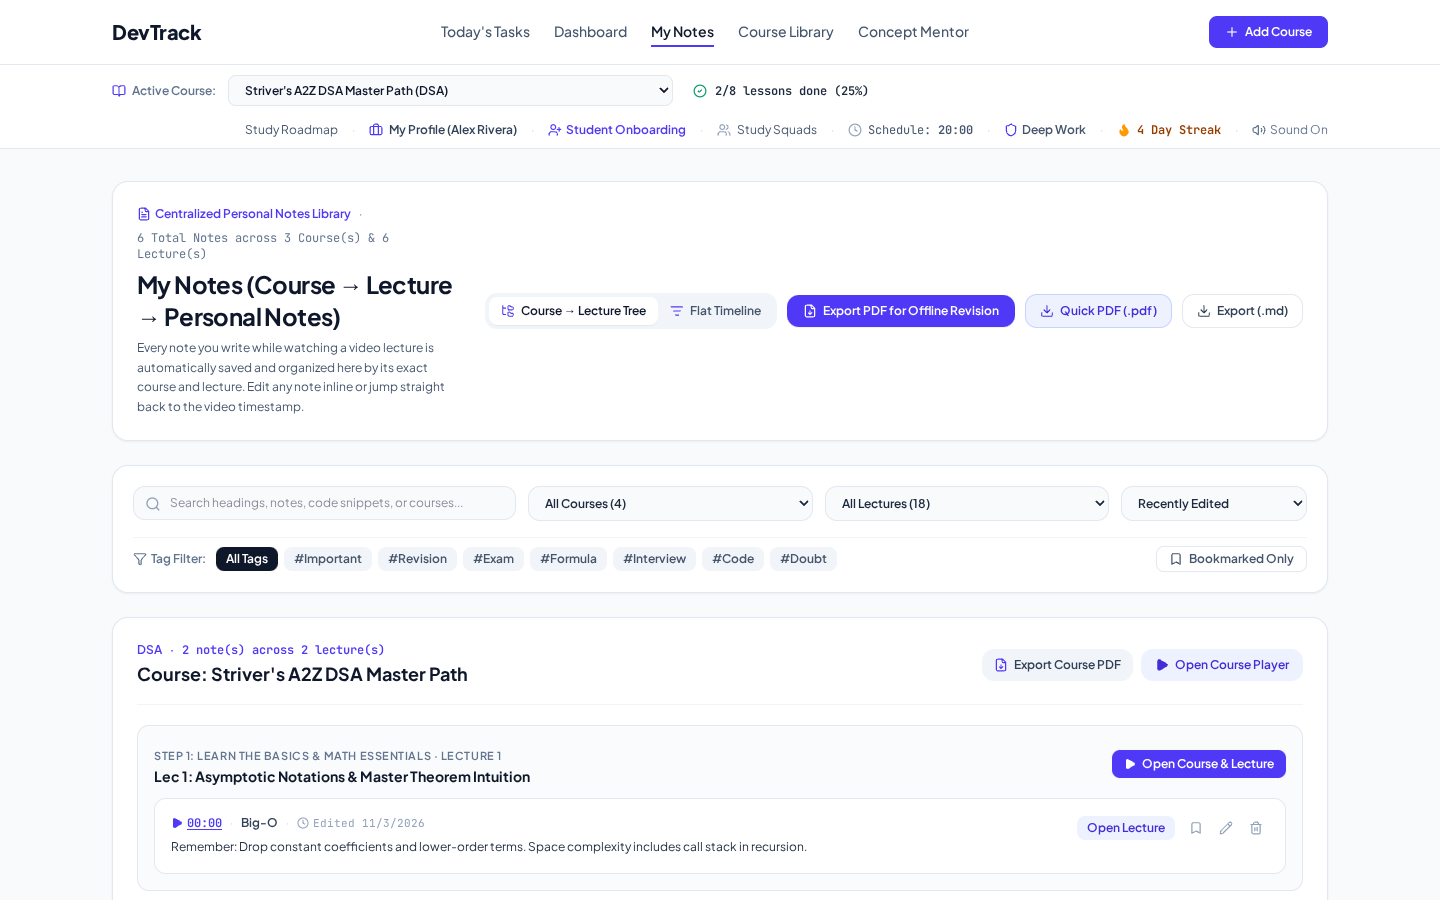 DevTrack
Today's Tasks Dashboard My Notes Course Library Concept Mentor
+ Add Course
Active Course: Striver's A2Z DSA Master Path (DSA) 2/8 lessons done (25%)
Study Roadmap · My Profile (Alex Rivera) · Student Onboarding · Study Squads · Schedule: 20:00 · Deep Work · 4 Day Streak · Sound On
Centralized Personal Notes Library ·
6 Total Notes across 3 Course(s) & 6
Lecture(s)
My Notes (Course → Lecture
→ Personal Notes)
Every note you write while watching a video lecture is
automatically saved and organized here by its exact
course and lecture. Edit any note inline or jump straight
back to the video timestamp.
Course → Lecture Tree Flat Timeline Export PDF for Offline Revision Quick PDF (.pdf) Export (.md)
Search headings, notes, code snippets, or courses... All Courses (4) All Lectures (18) Recently Edited
Tag Filter: All Tags #Important #Revision #Exam #Formula #Interview #Code #Doubt Bookmarked Only
DSA · 2 note(s) across 2 lecture(s)
Course: Striver's A2Z DSA Master Path
Export Course PDF Open Course Player
STEP 1: LEARN THE BASICS & MATH ESSENTIALS · LECTURE 1
Lec 1: Asymptotic Notations & Master Theorem Intuition
Open Course & Lecture
00:00 · Big-O · Edited 11/3/2026
Open Lecture
Remember: Drop constant coefficients and lower-order terms. Space complexity includes call stack in recursion.